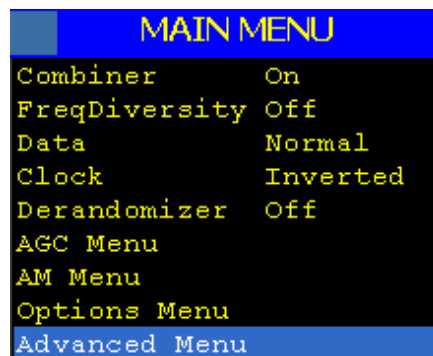 MAIN MENU
Combiner On
FreqDiversity Off
Data Normal
Clock Inverted
Derandomizer Off
AGC Menu
AM Menu
Options Menu
Advanced Menu